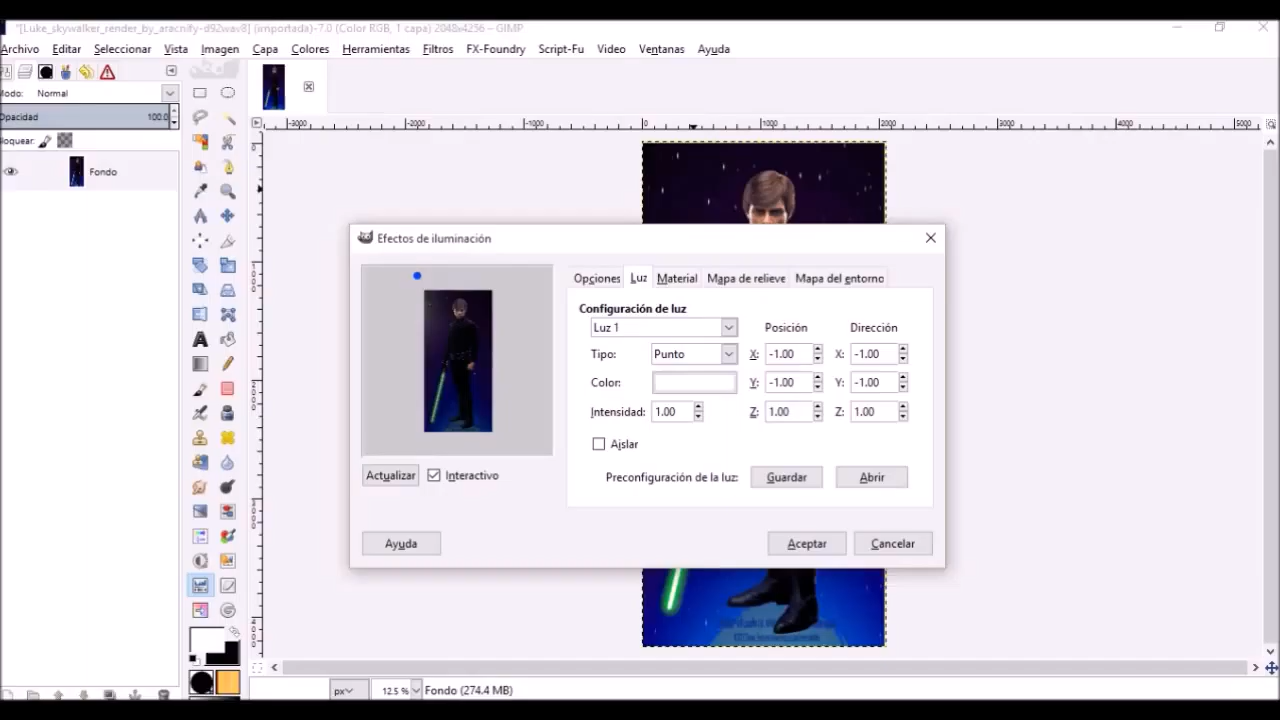 *[Luke_skywalker_render_by_aracnify-d92wav8] (importada)-7.0 (Color RGB, 1 capa) 2048x4256 – GIMP
Archivo Editar Seleccionar Vista Imagen Capa Colores Herramientas Filtros FX-Foundry Script-Fu Video Ventanas Ayuda
Modo: Normal
Opacidad 100.0
Bloquear:
-3000 -2000 -1000 0 1000 2000 3000 4000 5000
Fondo
Efectos de iluminación
Opciones Luz Material Mapa de relieve Mapa del entorno
Configuración de luz
Luz 1 Posición Dirección
Tipo: Punto X: -1.00 X: -1.00
Color: Y: -1.00 Y: -1.00
Intensidad: 1.00 Z: 1.00 Z: 1.00
Aislar
Actualizar Interactivo Preconfiguración de la luz: Guardar Abrir
Ayuda Aceptar Cancelar
px 12.5 % Fondo (274.4 MB)